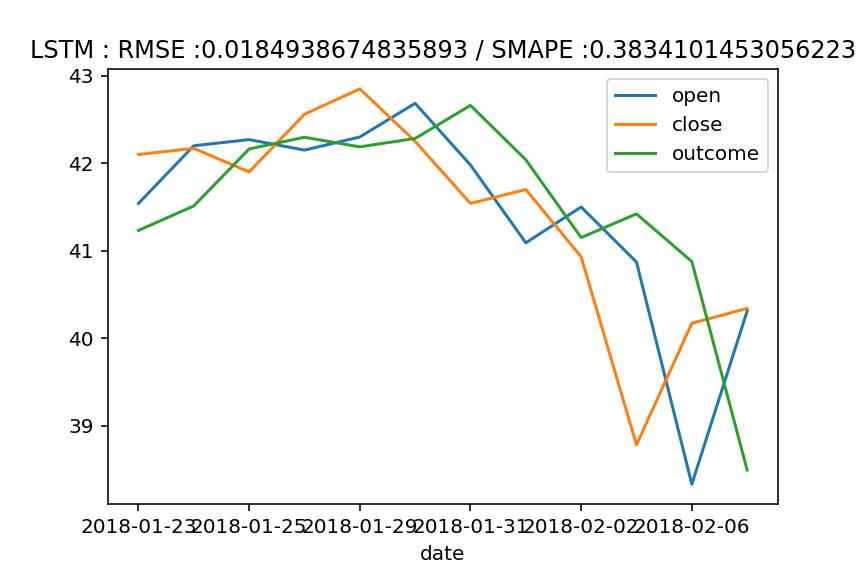 LSTM : RMSE :0.0184938674835893 / SMAPE :0.3834101453056223
43
42
41
40
39
open
close
outcome
2018-01-23 2018-01-25 2018-01-29 2018-01-31 2018-02-02 2018-02-06
date